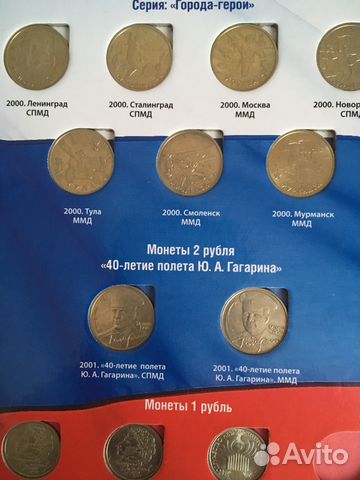 Серия: «Города-герои»
2000. Ленинград
СПМД
2000. Сталинград
СПМД
2000. Москва
ММД
2000. Новорос
СПМД
2000. Тула
ММД
2000. Смоленск
ММД
2000. Мурманск
ММД
Монеты 2 рубля
«40-летие полета Ю. А. Гагарина»
2001. «40-летие полета
Ю. А. Гагарина». СПМД
2001. «40-летие полета
Ю. А. Гагарина». ММД
Монеты 1 рубль
Avito